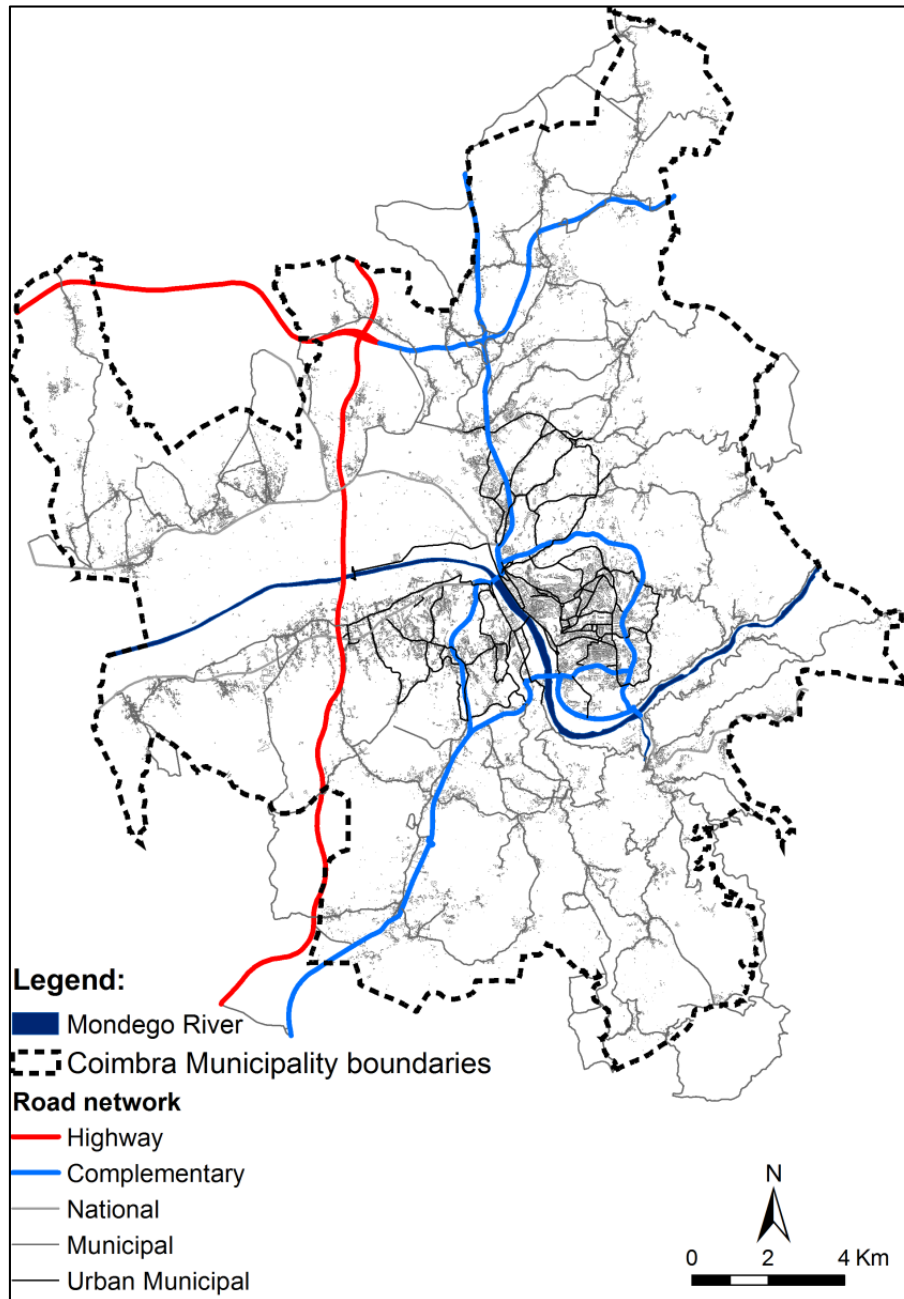 Legend:
Mondego River
Coimbra Municipality boundaries
Road network
Highway
Complementary
National
Municipal
Urban Municipal
N
0 2 4 Km